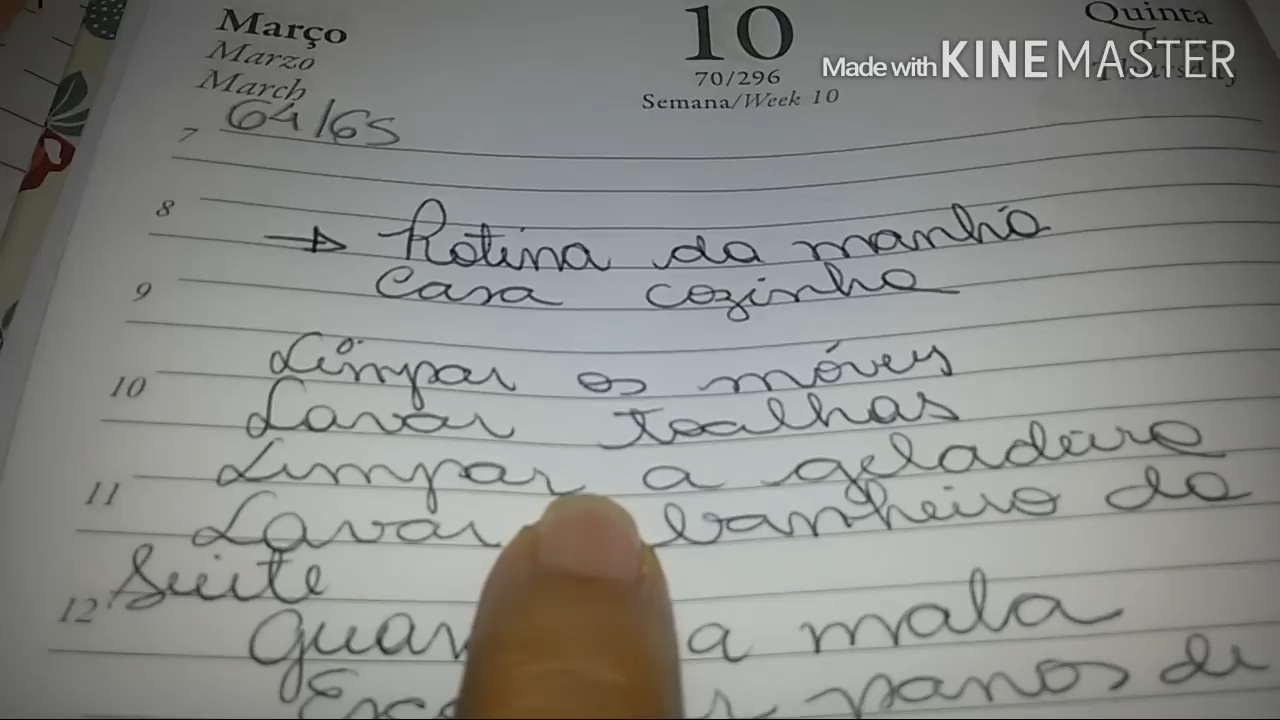 Março
Marzo
March
10
70/296
Semana/Week 10
Quinta
Thursday
Made with KINEMASTER
64/65
7
8
→ Rotina da manhã
Casa cozinha
9
Limpar os móveis
10
Lavar toalhas
Limpar a geladeira
11
Lavar banheiro da
Suite
12
a mala
panos de